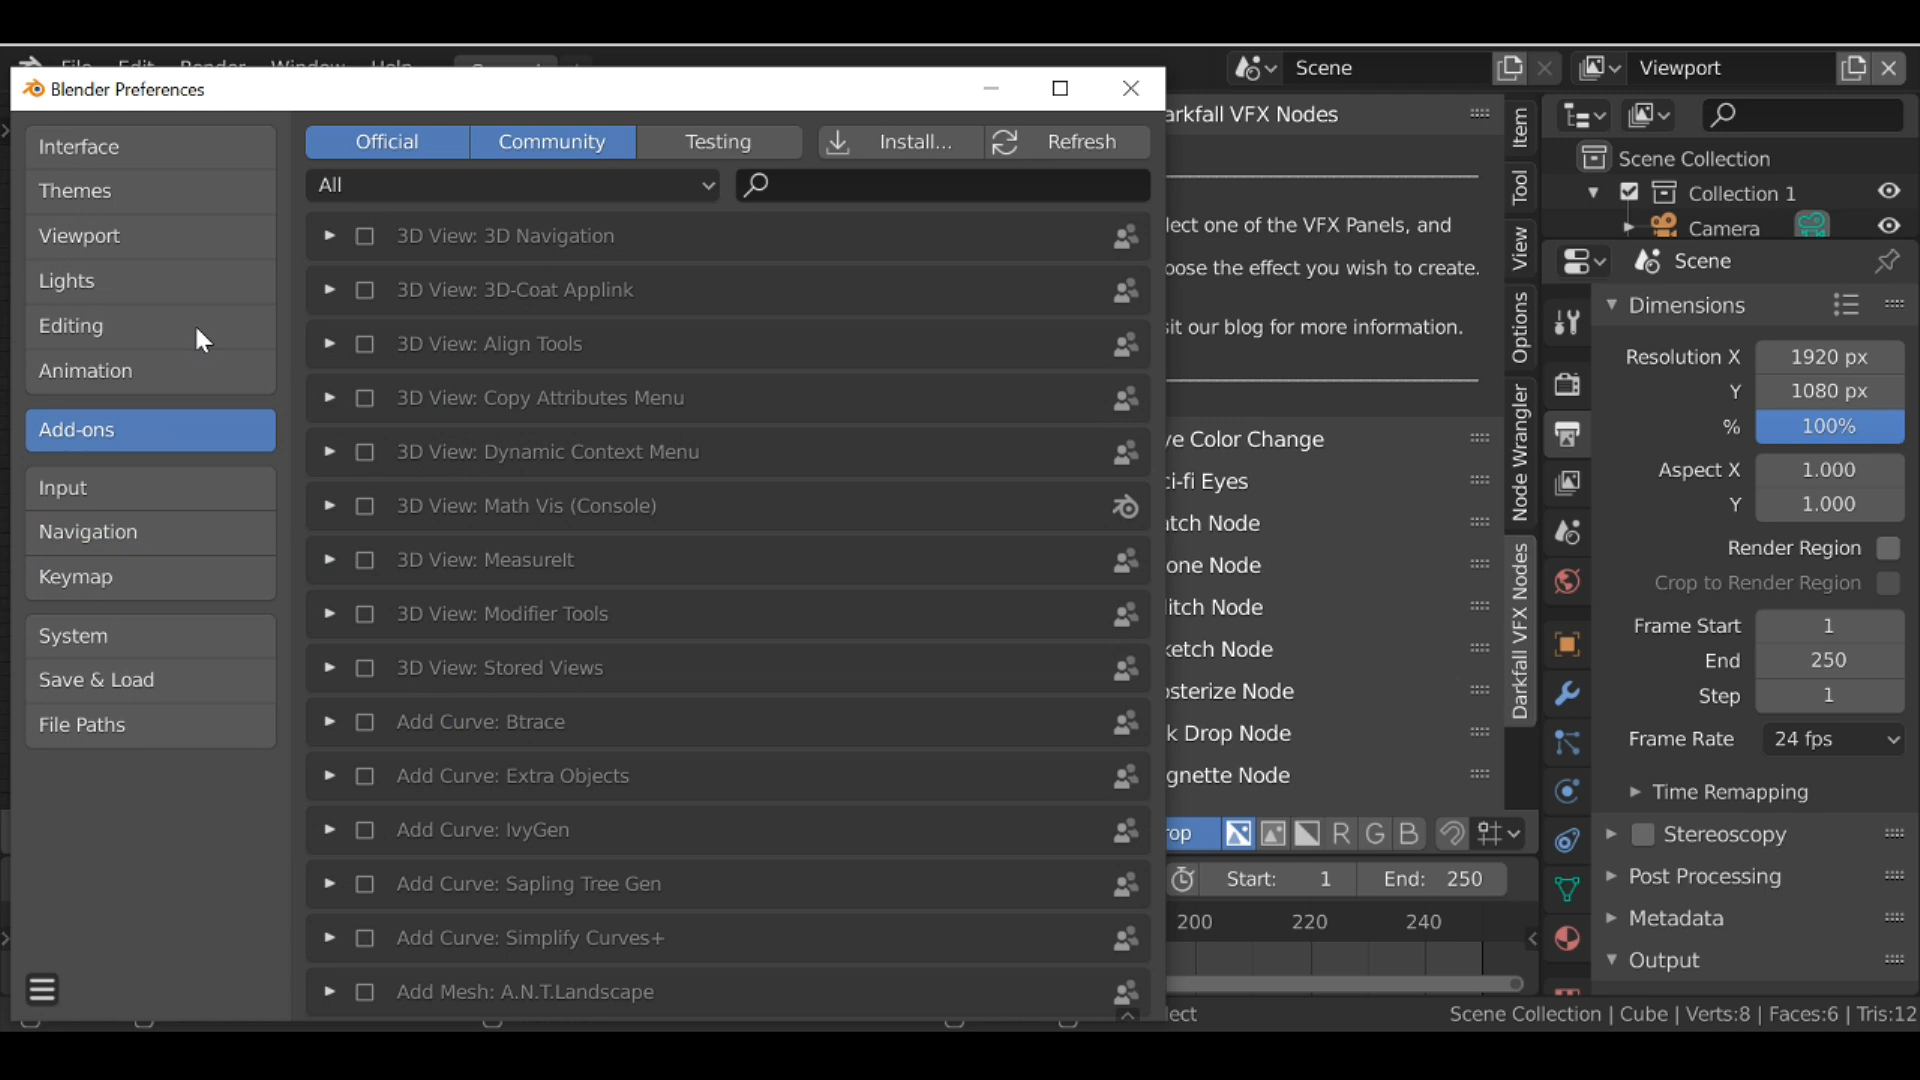 Blender Preferences
Interface
Themes
Viewport
Lights
Editing
Animation
Add-ons
Input
Navigation
Keymap
System
Save & Load
File Paths
Official Community Testing Install... Refresh
All
3D View: 3D Navigation
3D View: 3D-Coat Applink
3D View: Align Tools
3D View: Copy Attributes Menu
3D View: Dynamic Context Menu
3D View: Math Vis (Console)
3D View: MeasureIt
3D View: Modifier Tools
3D View: Stored Views
Add Curve: Btrace
Add Curve: Extra Objects
Add Curve: IvyGen
Add Curve: Sapling Tree Gen
Add Curve: Simplify Curves+
Add Mesh: A.N.T.Landscape
arkfall VFX Nodes
lect one of the VFX Panels, and
oose the effect you wish to create.
sit our blog for more information.
ye Color Change
ci-fi Eyes
atch Node
one Node
litch Node
ketch Node
osterize Node
k Drop Node
gnette Node
rop R G B
Start: 1 End: 250
200 220 240
lect
Item
Tool
View
Options
Node Wrangler
Darkfall VFX Nodes
Scene Viewport
Scene Collection
Collection 1
Camera
Scene
Dimensions
Resolution X 1920 px
Y 1080 px
% 100%
Aspect X 1.000
Y 1.000
Render Region
Crop to Render Region
Frame Start 1
End 250
Step 1
Frame Rate 24 fps
Time Remapping
Stereoscopy
Post Processing
Metadata
Output
Scene Collection | Cube | Verts:8 | Faces:6 | Tris:12